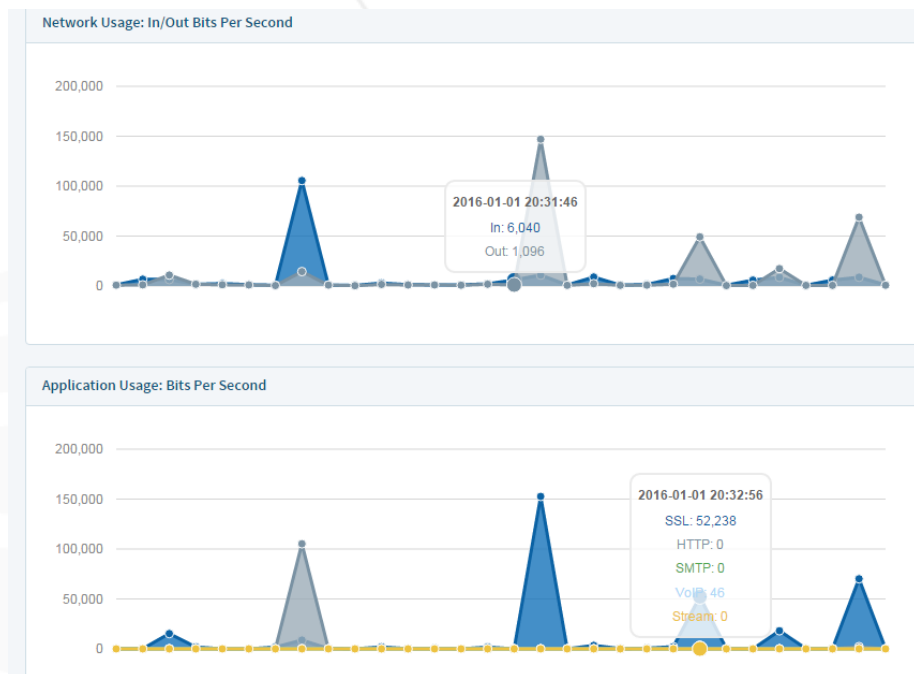 Network Usage: In/Out Bits Per Second
200,000
150,000
100,000
50,000
0
2016-01-01 20:31:46
In: 6,040
Out: 1,096
Application Usage: Bits Per Second
200,000
150,000
100,000
50,000
0
2016-01-01 20:32:56
SSL: 52,238
HTTP: 0
SMTP: 0
VoIP: 46
Stream: 0